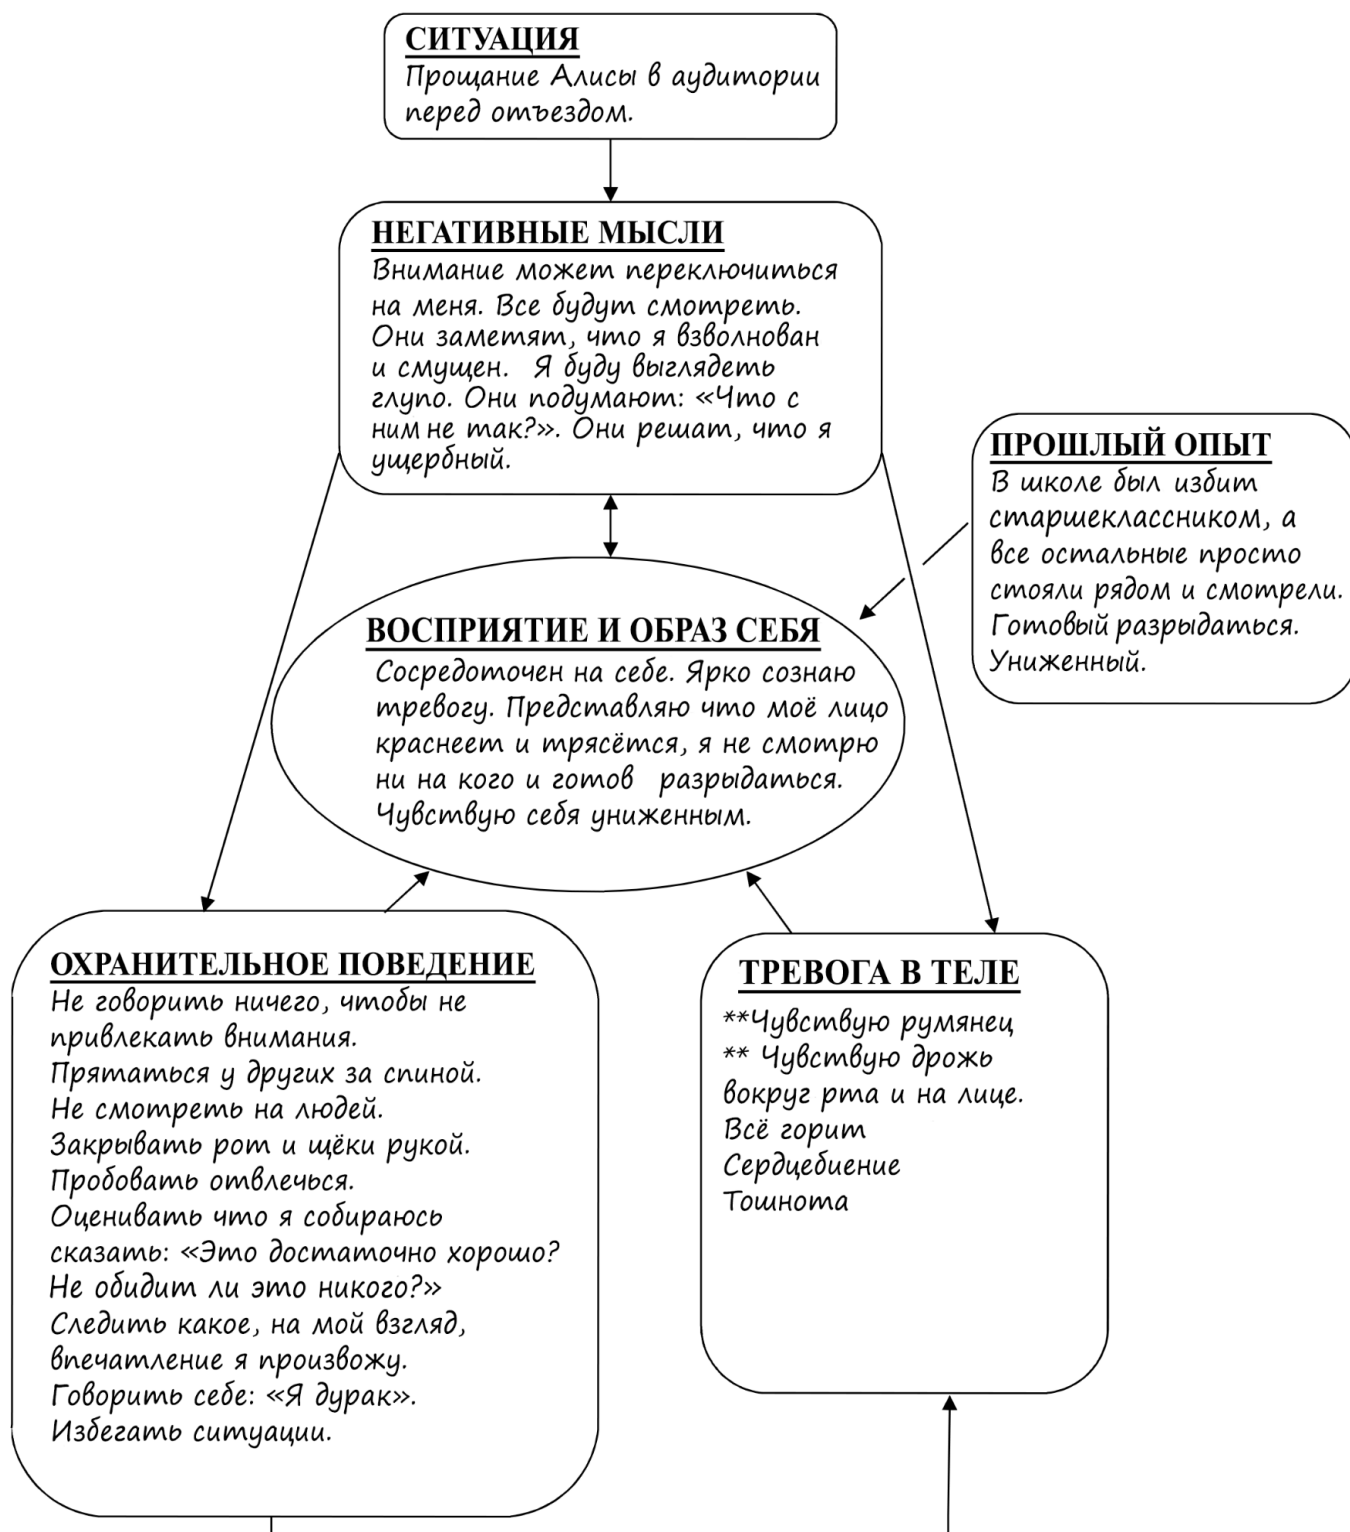 СИТУАЦИЯ
Прощание Алисы в аудитории
перед отъездом.
НЕГАТИВНЫЕ МЫСЛИ
Внимание может переключиться
на меня. Все будут смотреть.
Они заметят, что я взволнован
и смущен. Я буду выглядеть
глупо. Они подумают: «Что с
ним не так?». Они решат, что я
ущербный.
ПРОШЛЫЙ ОПЫТ
В школе был избит
старшеклассником, а
все остальные просто
стояли рядом и смотрели.
Готовый разрыдаться.
Униженный.
ВОСПРИЯТИЕ И ОБРАЗ СЕБЯ
Сосредоточен на себе. Ярко сознаю
тревогу. Представляю что моё лицо
краснеет и трясётся, я не смотрю
ни на кого и готов разрыдаться.
Чувствую себя униженным.
ОХРАНИТЕЛЬНОЕ ПОВЕДЕНИЕ
Не говорить ничего, чтобы не
привлекать внимания.
Прятаться у других за спиной.
Не смотреть на людей.
Закрывать рот и щёки рукой.
Пробовать отвлечься.
Оценивать что я собираюсь
сказать: «Это достаточно хорошо?
Не обидит ли это никого?»
Следить какое, на мой взгляд,
впечатление я произвожу.
Говорить себе: «Я дурак».
Избегать ситуации.
ТРЕВОГА В ТЕЛЕ
**Чувствую румянец
** Чувствую дрожь
вокруг рта и на лице.
Всё горит
Сердцебиение
Тошнота